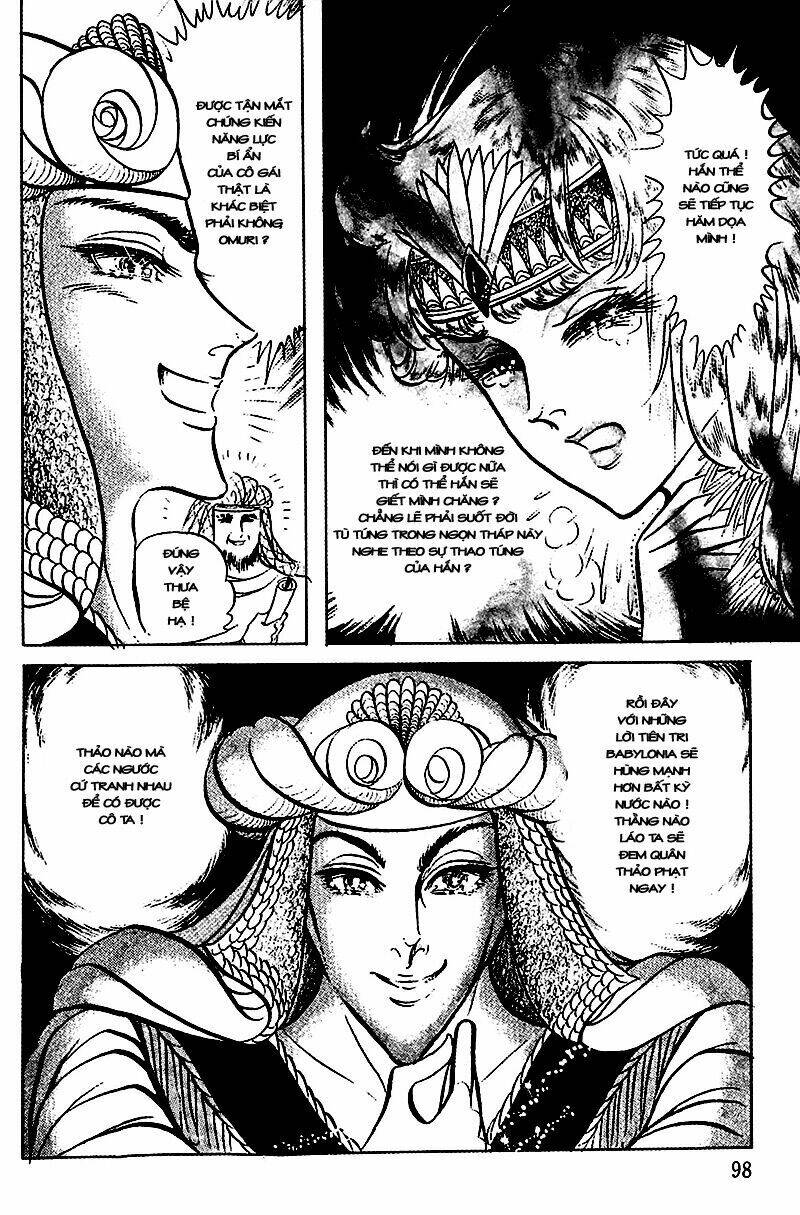 TỨC QUÁ !
HẮN THỂ
NÀO CŨNG
SẼ TIẾP TỤC
HĂM DỌA
MÌNH !
ĐẾN KHI MÌNH KHÔNG
THỂ NÓI GÌ ĐƯỢC NỮA
THÌ CÓ THỂ HẮN SẼ
GIẾT MÌNH CHĂNG ?
CHẲNG LẼ PHẢI SUỐT ĐỜI
TÙ TÚNG TRONG NGỌN THÁP NÀY
NGHE THEO SỰ THAO TÚNG
CỦA HẮN ?
ĐƯỢC TẬN MẮT
CHỨNG KIẾN
NĂNG LỰC
BÍ ẨN
CỦA CÔ GÁI
THẬT LÀ
KHÁC BIỆT
PHẢI KHÔNG
OMURI ?
ĐÚNG
VẬY
THƯA
BỆ
HẠ !
RỒI ĐÂY
VỚI NHỮNG
LỜI TIÊN TRI
BABYLONIA SẼ
HÙNG MẠNH
HƠN BẤT KỲ
NƯỚC NÀO !
THẰNG NÀO
LÁO TA SẼ
ĐEM QUÂN
THẢO PHẠT
NGAY !
THẢO NÀO MÀ
CÁC NGƯỚC
CỨ TRANH NHAU
ĐỂ CÓ ĐƯỢC
CÔ TA !
98